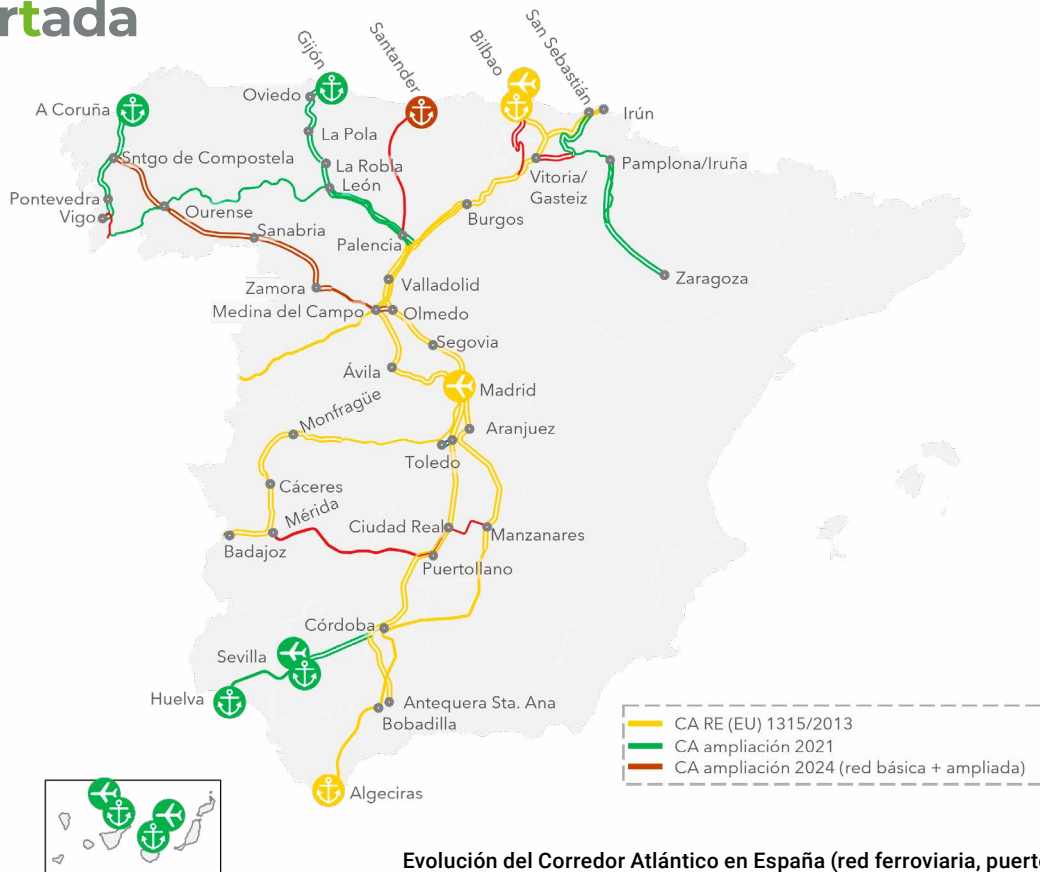 rtada
Gijón
Santander
Bilbao
San Sebastián
Oviedo
A Coruña
Irún
La Pola
Sntgo de Compostela
La Robla
León
Pamplona/Iruña
Vitoria/
Gasteiz
Pontevedra
Vigo
Ourense
Burgos
Sanabria
Palencia
Zaragoza
Zamora
Valladolid
Medina del Campo
Olmedo
Segovia
Ávila
Madrid
Monfragüe
Aranjuez
Toledo
Cáceres
Mérida
Ciudad Real
Manzanares
Badajoz
Puertollano
Córdoba
Sevilla
Huelva
Antequera Sta. Ana
Bobadilla
Algeciras
CA RE (EU) 1315/2013
CA ampliación 2021
CA ampliación 2024 (red básica + ampliada)
Evolución del Corredor Atlántico en España (red ferroviaria, puert